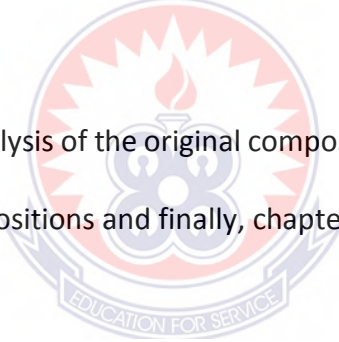 lysis of the original compos
ositions and finally, chapte
EDUCATION FOR SERVICE